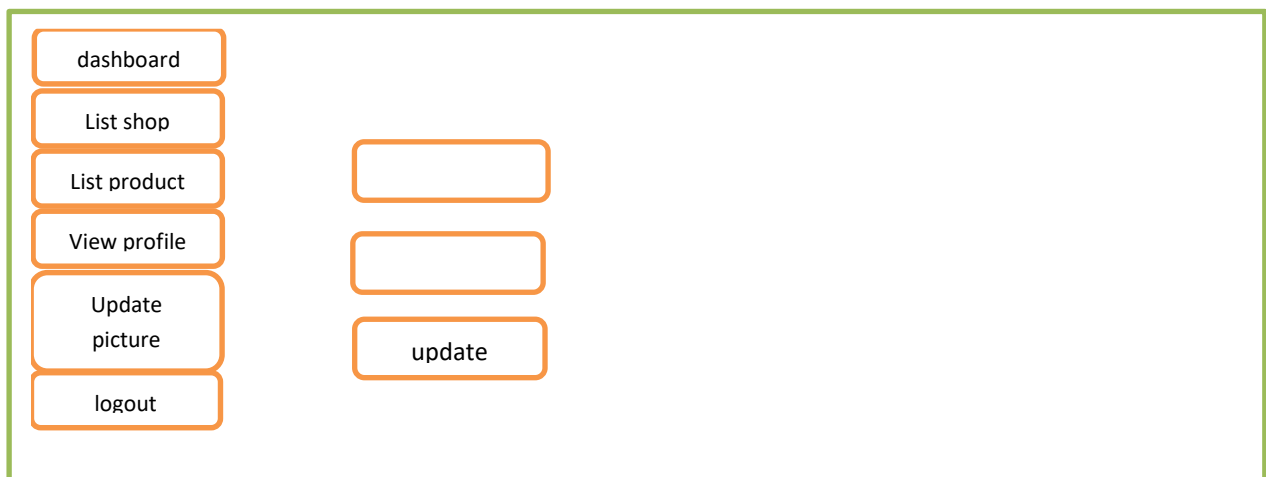 dashboard
List shop
List product
View profile
Update
picture
logout
update